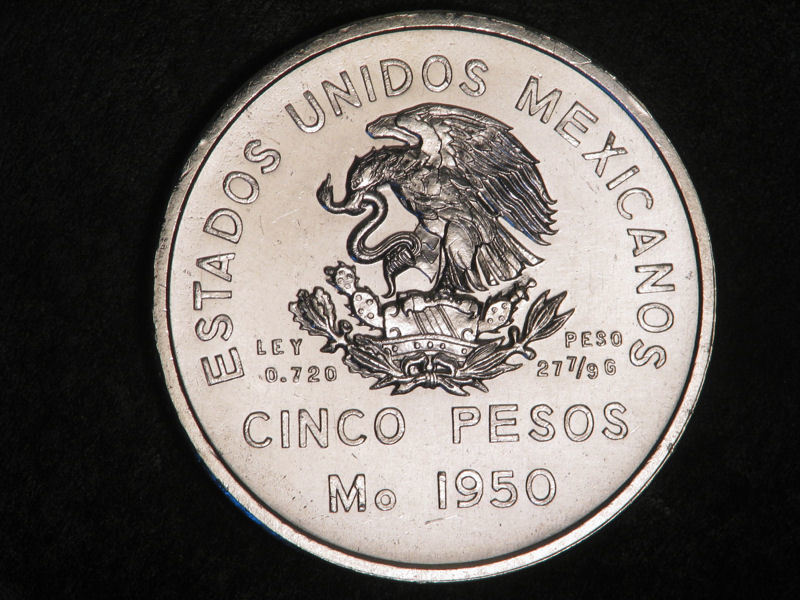 ESTADOS UNIDOS MEXICANOS
LEY
0.720
PESO
27 7/9 G
CINCO PESOS
Mo 1950